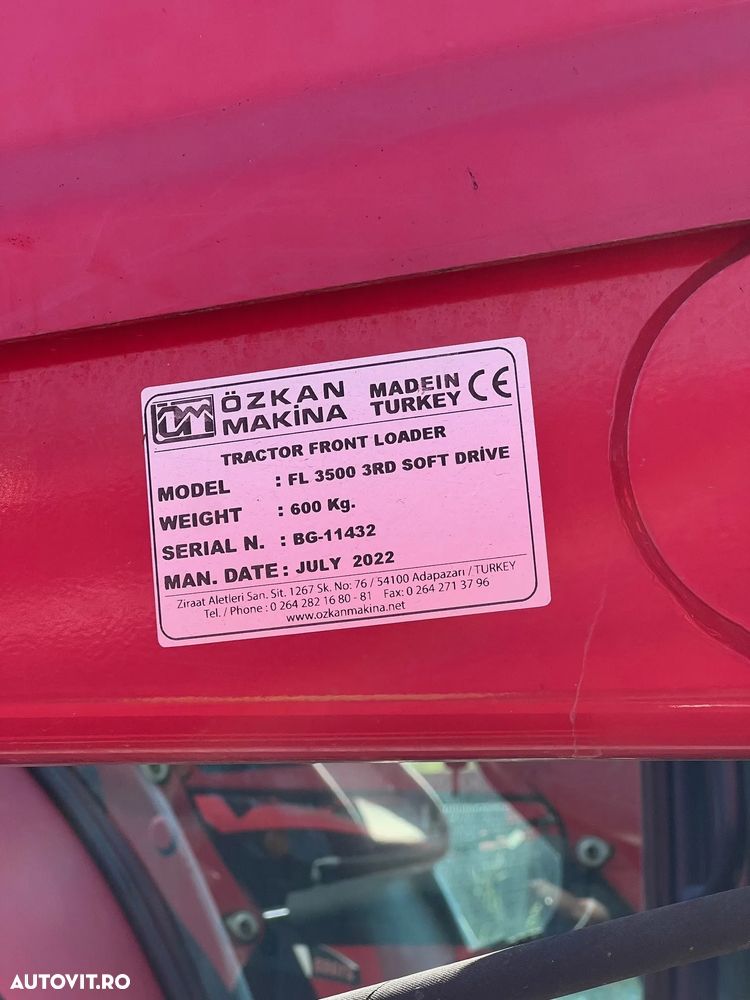 ÖZKAN
MAKİNA
MADEIN
TURKEY
CE
TRACTOR FRONT LOADER
MODEL : FL 3500 3RD SOFT DRİVE
WEIGHT : 600 Kg.
SERIAL N. : BG-11432
MAN. DATE : JULY 2022
Ziraat Aletleri San. Sit. 1267 Sk. No: 76 / 54100 Adapazarı / TURKEY
Tel. / Phone : 0 264 282 16 80 - 81 Fax: 0 264 271 37 96
www.ozkanmakina.net
AUTOVIT.RO